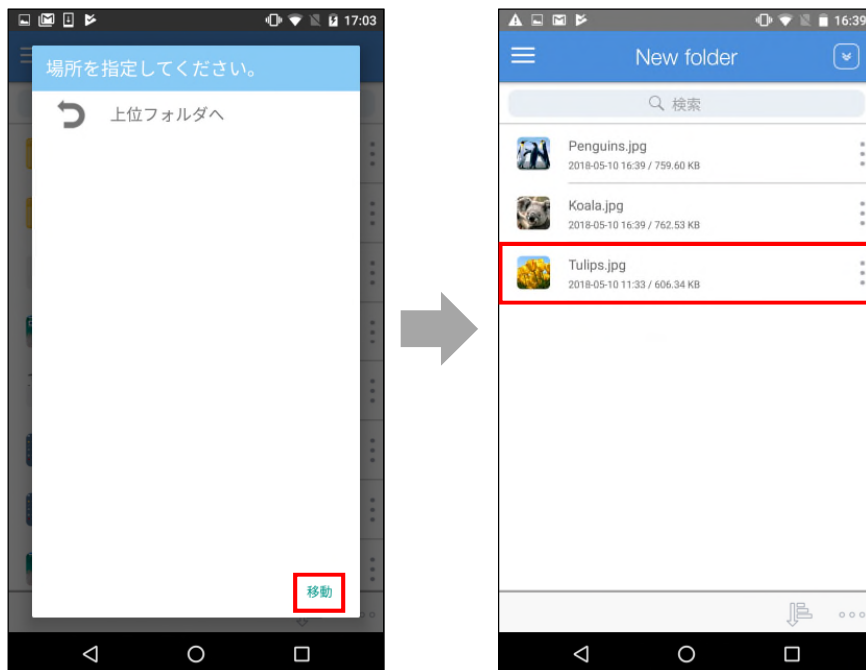 17:03
場所を指定してください。
上位フォルダへ
移動
16:39
New folder
検索
Penguins.jpg
2018-05-10 16:39 / 759.60 KB
Koala.jpg
2018-05-10 16:39 / 762.53 KB
Tulips.jpg
2018-05-10 11:33 / 606.34 KB